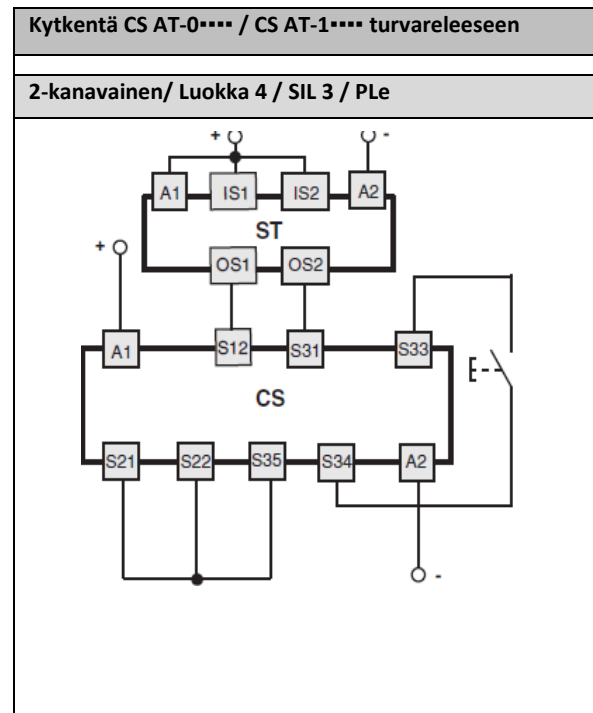 Kytkentä CS AT-0▪▪▪▪ / CS AT-1▪▪▪▪ turvareleeseen
2-kanavainen/ Luokka 4 / SIL 3 / PLe
+ -
A1 IS1 IS2 A2
ST
+
OS1 OS2
A1 S12 S31 S33
CS
S21 S22 S35 S34 A2
-